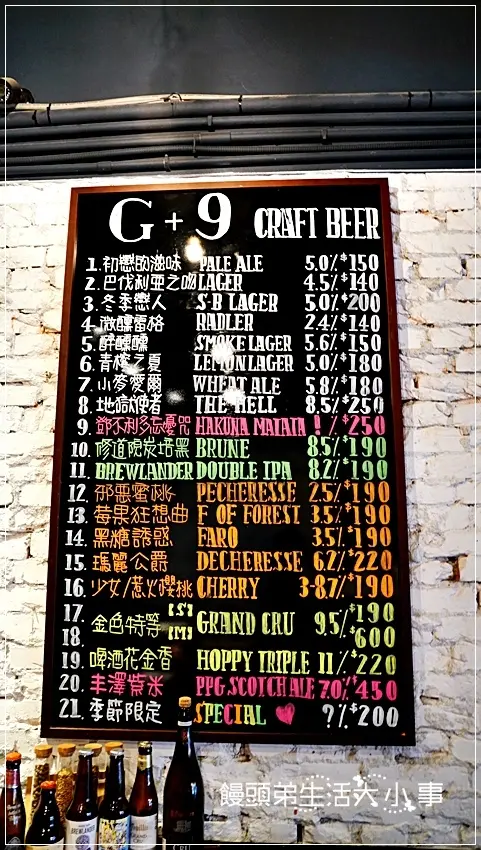 G+9 CRAFT BEER
1. 初戀的滋味 PALE ALE 5.0% $150
2. 巴伐利亞之吻 LAGER 4.5% $140
3. 冬季戀人 S-B LAGER 5.0% $200
4. 微醺雷格 RADLER 2.4% $140
5. 醉醺醺 SMOKE LAGER 5.6% $150
6. 青檸之夏 LEMON LAGER 5.0% $180
7. 小麥愛爾 WHEAT ALE 5.8% $180
8. 地獄使者 THE HELL 8.5% $250
9. 鄧不利多忘憂咒 HAKUNA MATATA ! % $250
10. 修道院炭焙黑 BRUNE 8.5% $190
11. BREWLANDER DOUBLE IPA 8.2% $190
12. 邪惡蜜桃 PECHERESSE 2.5% $190
13. 莓果狂想曲 F OF FOREST 3.5% $190
14. 黑糖誘惑 FARO 3.5% $190
15. 瑪麗公爵 DECHERESSE 6.2% $220
16. 少女/惹火櫻桃 CHERRY 3-8.7% $190
17. 金色特等 [S] GRAND CRU 9.5% $190
18. [M] $600
19. 啤酒花金香 HOPPY TRIPLE 11% $220
20. 丰澤紫米 PPG SCOTCH ALE 7.0% $450
21. 季節限定 SPECIAL ?% $200
BREWLANDER
饅頭弟生活大小事